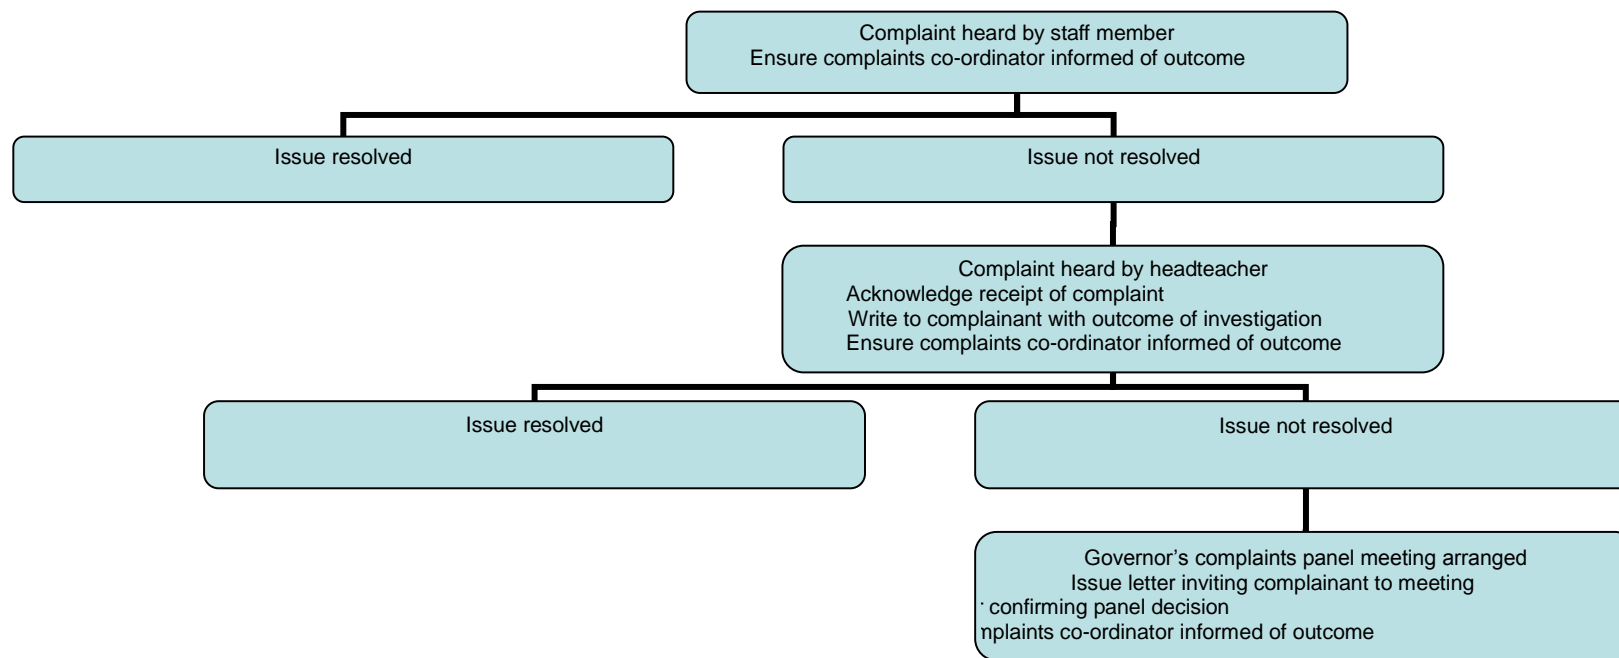 Complaint heard by staff member
Ensure complaints co-ordinator informed of outcome
Issue resolved
Issue not resolved
Complaint heard by headteacher
Acknowledge receipt of complaint
Write to complainant with outcome of investigation
Ensure complaints co-ordinator informed of outcome
Issue resolved
Issue not resolved
Governor’s complaints panel meeting arranged
Issue letter inviting complainant to meeting
confirming panel decision
co-ordinator informed of outcome